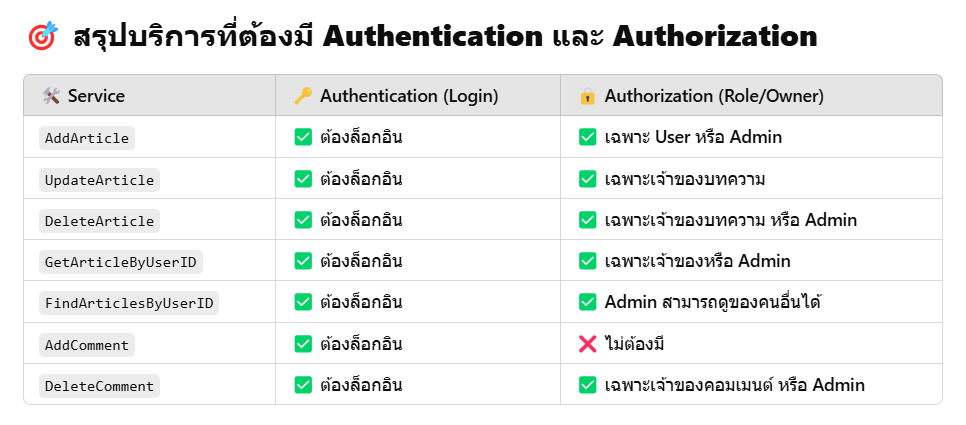 🎯 สรุปบริการที่ต้องมี Authentication และ Authorization
🛠️ Service 🔑 Authentication (Login) 🔒 Authorization (Role/Owner)
AddArticle ✅ ต้องล็อกอิน ✅ เฉพาะ User หรือ Admin
UpdateArticle ✅ ต้องล็อกอิน ✅ เฉพาะเจ้าของบทความ
DeleteArticle ✅ ต้องล็อกอิน ✅ เฉพาะเจ้าของบทความ หรือ Admin
GetArticleByUserID ✅ ต้องล็อกอิน ✅ เฉพาะเจ้าของหรือ Admin
FindArticlesByUserID ✅ ต้องล็อกอิน ✅ Admin สามารถดูของคนอื่นได้
AddComment ✅ ต้องล็อกอิน ❌ ไม่ต้องมี
DeleteComment ✅ ต้องล็อกอิน ✅ เฉพาะเจ้าของคอมเมนต์ หรือ Admin